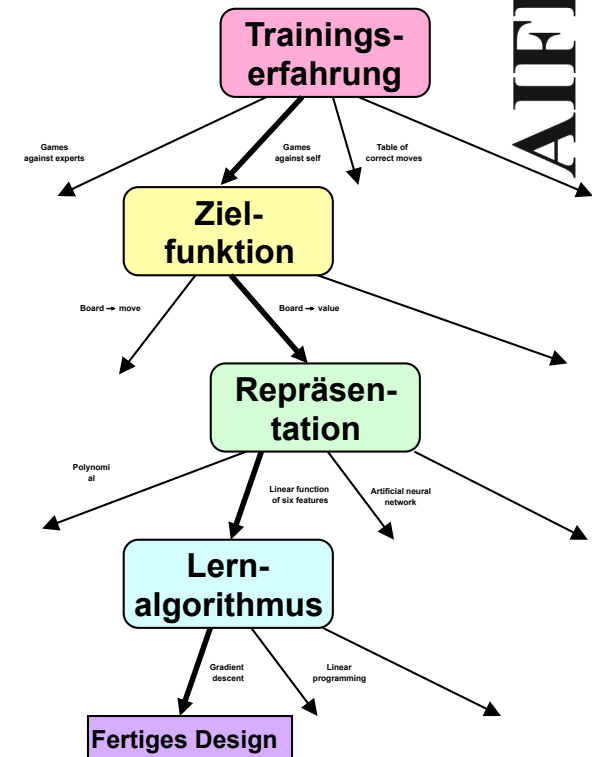 Trainings-
erfahrung
AIFI
Games
against experts
Games
against self
Table of
correct moves
Ziel-
funktion
Board → move
Board → value
Repräsen-
tation
Polynomi
al
Linear function
of six features
Artificial neural
network
Lern-
algorithmus
Gradient
descent
Linear
programming
Fertiges Design